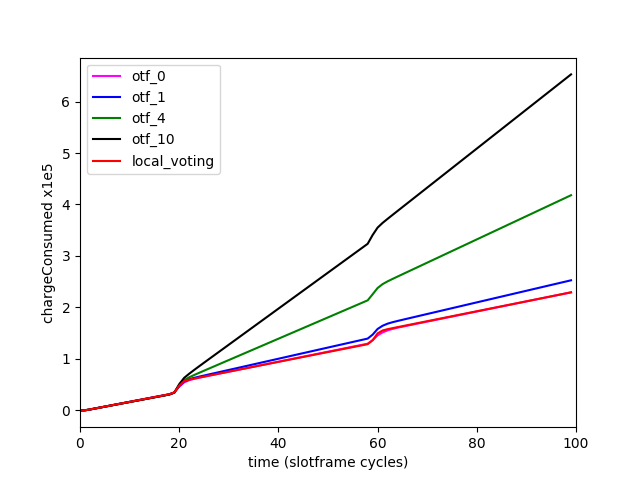 otf_0
otf_1
otf_4
otf_10
local_voting
chargeConsumed x1e5
6
5
4
3
2
1
0
0 20 40 60 80 100
time (slotframe cycles)